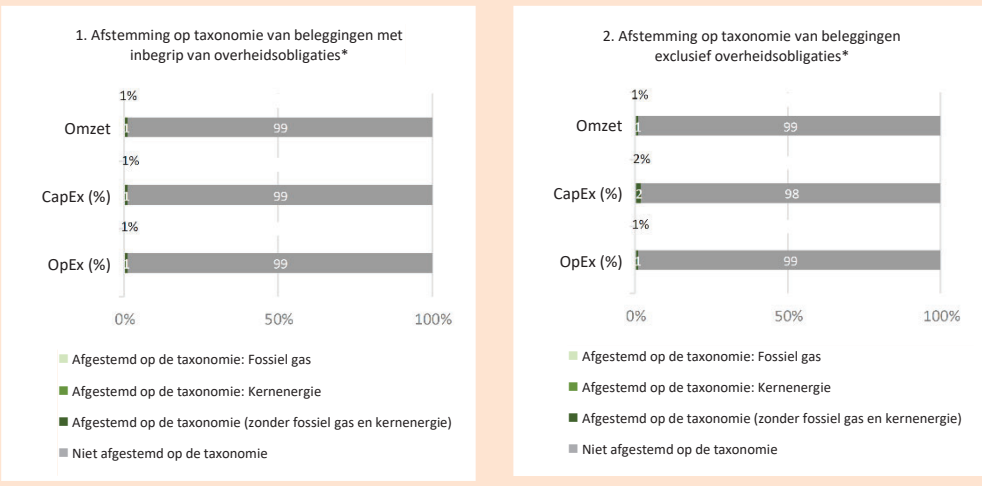 1. Afstemming op taxonomie van beleggingen met
inbegrip van overheidsobligaties*
1%
Omzet
1
99
1%
CapEx (%)
1
99
1%
OpEx (%)
1
99
0%
50%
100%
Afgestemd op de taxonomie: Fossiel gas
Afgestemd op de taxonomie: Kernenergie
Afgestemd op de taxonomie (zonder fossiel gas en kernenergie)
Niet afgestemd op de taxonomie
2. Afstemming op taxonomie van beleggingen
exclusief overheidsobligaties*
1%
Omzet
1
99
2%
CapEx (%)
2
98
1%
OpEx (%)
1
99
0%
50%
100%
Afgestemd op de taxonomie: Fossiel gas
Afgestemd op de taxonomie: Kernenergie
Afgestemd op de taxonomie (zonder fossiel gas en kernenergie)
Niet afgestemd op de taxonomie